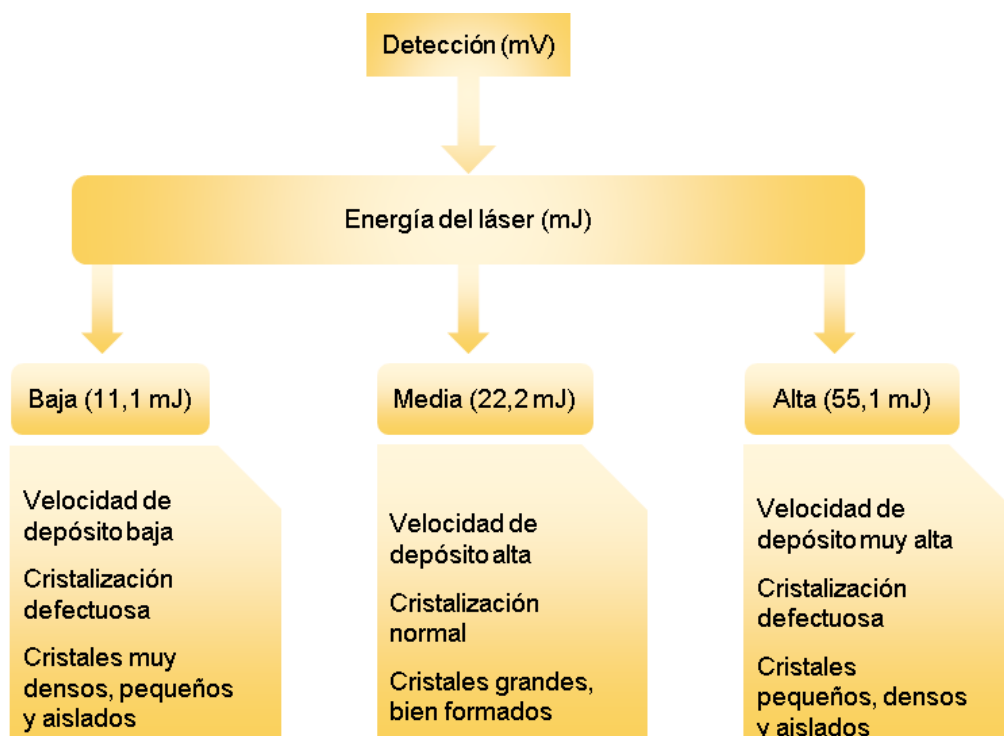 Detección (mV)
Energía del láser (mJ)
Baja (11,1 mJ)
Velocidad de
depósito baja
Cristalización
defectuosa
Cristales muy
densos, pequeños
y aislados
Media (22,2 mJ)
Velocidad de
depósito alta
Cristalización
normal
Cristales grandes,
bien formados
Alta (55,1 mJ)
Velocidad de
depósito muy alta
Cristalización
defectuosa
Cristales
pequeños, densos
y aislados